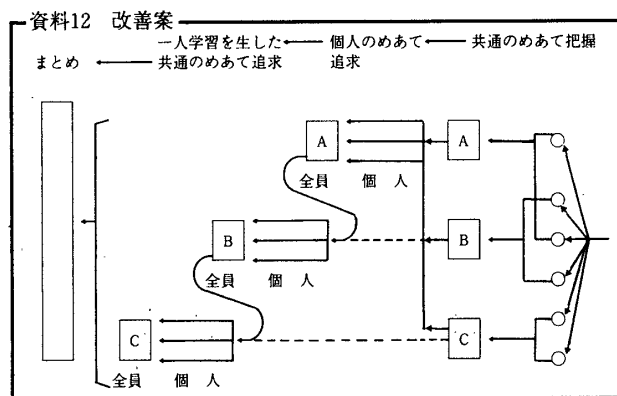 資料12 改善案
一人学習を生した 個人のめあて 共通のめあて把握
まとめ 共通のめあて追求 追求
A A
全員 個人
B B
全員 個人
C C
全員 個人